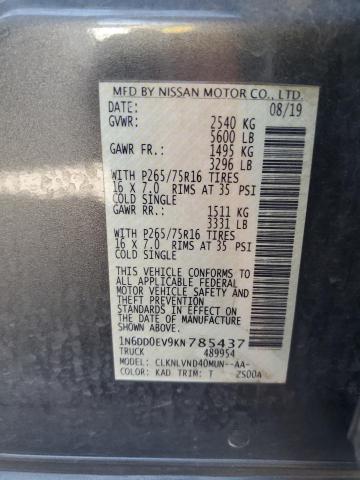 MFD BY NISSAN MOTOR CO., LTD.
DATE: 08/19
GVWR: 2540 KG
5600 LB
GAWR FR.: 1495 KG
3296 LB
WITH P265/75R16 TIRES
16 X 7.0 RIMS AT 35 PSI
COLD SINGLE
GAWR RR.: 1511 KG
3331 LB
WITH P265/75R16 TIRES
16 X 7.0 RIMS AT 35 PSI
COLD SINGLE
THIS VEHICLE CONFORMS TO
ALL APPLICABLE FEDERAL
MOTOR VEHICLE SAFETY AND
THEFT PREVENTION
STANDARDS IN EFFECT ON
THE DATE OF MANUFACTURE
SHOWN ABOVE.
1N6DD0EV9KN785437
TRUCK 489954
MODEL: CLKNLVND40MUN--AA-
COLOR: KAD TRIM: T 2S00A